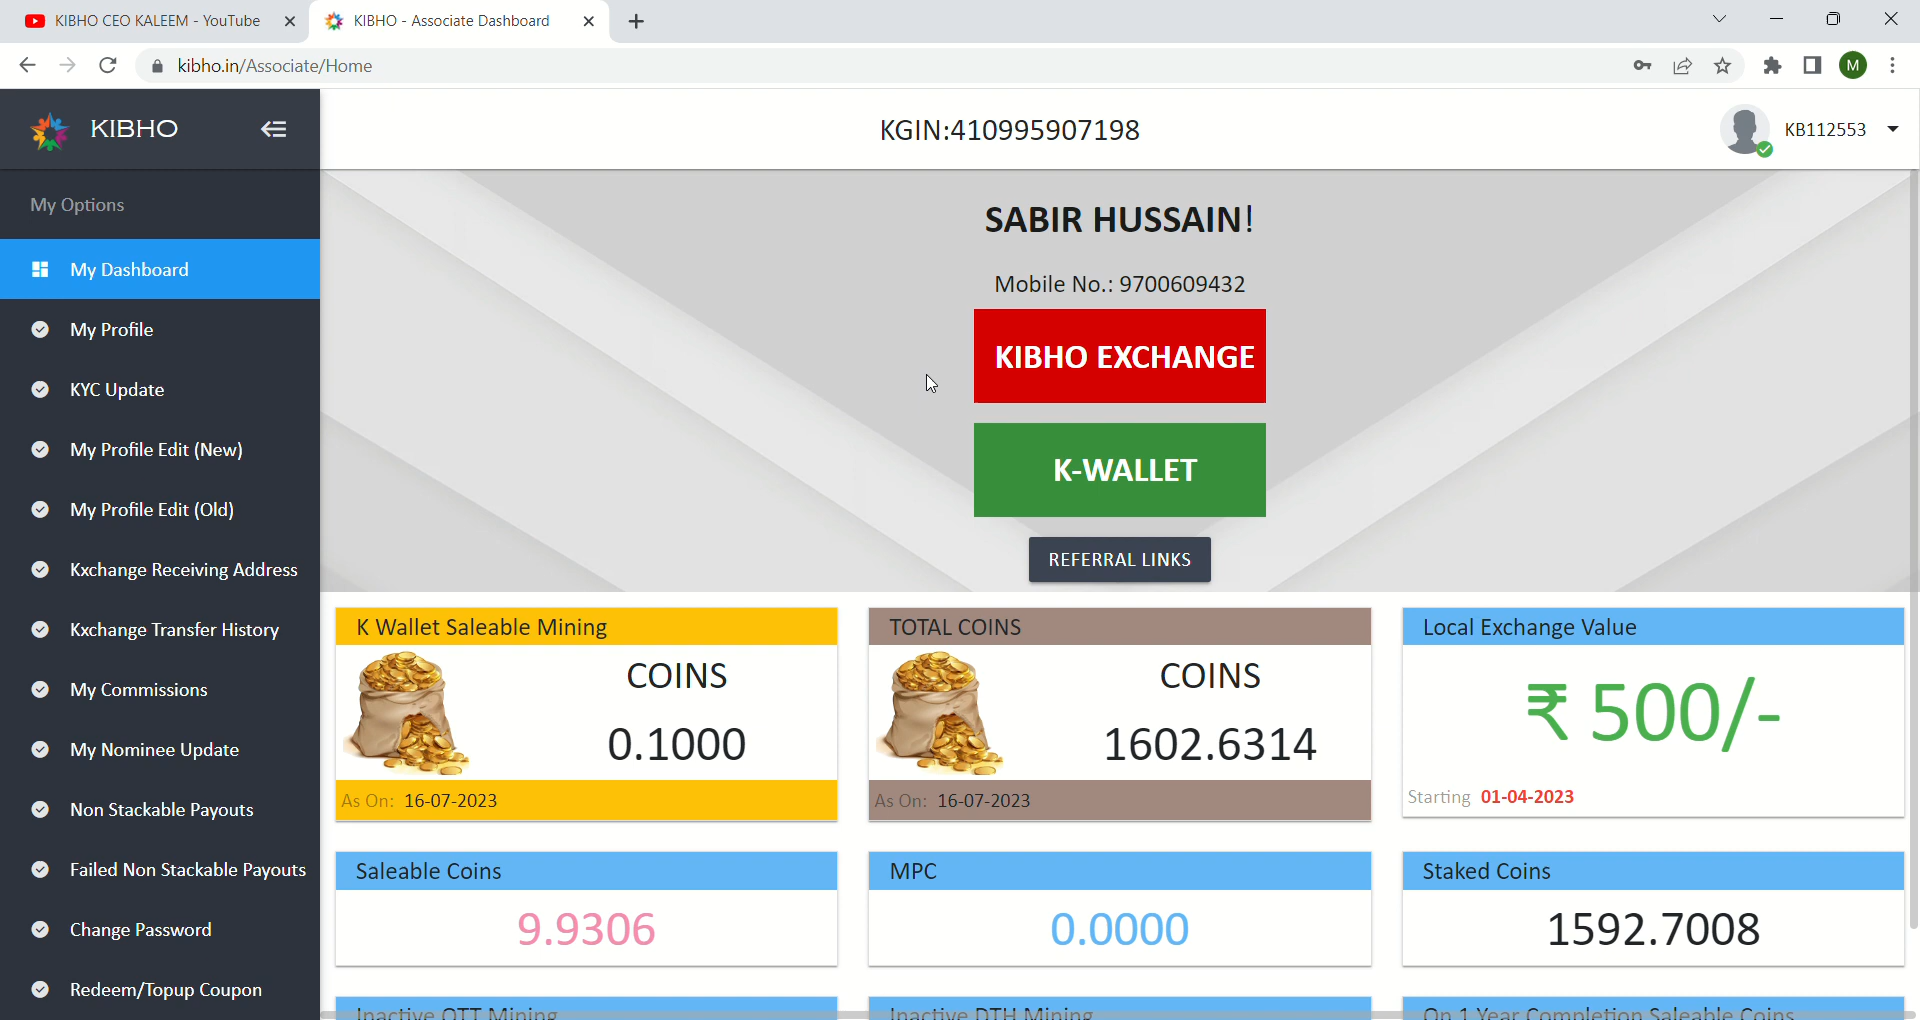 KIBHO CEO KALEEM - YouTube
KIBHO - Associate Dashboard
kibho.in/Associate/Home
M
KIBHO
KGIN:410995907198
KB112553
My Options
My Dashboard
My Profile
KYC Update
My Profile Edit (New)
My Profile Edit (Old)
Kxchange Receiving Address
Kxchange Transfer History
My Commissions
My Nominee Update
Non Stackable Payouts
Failed Non Stackable Payouts
Change Password
Redeem/Topup Coupon
SABIR HUSSAIN!
Mobile No.: 9700609432
KIBHO EXCHANGE
K-WALLET
REFERRAL LINKS
K Wallet Saleable Mining
COINS
0.1000
As On: 16-07-2023
TOTAL COINS
COINS
1602.6314
As On: 16-07-2023
Local Exchange Value
₹ 500/-
Starting 01-04-2023
Saleable Coins
9.9306
MPC
0.0000
Staked Coins
1592.7008
Inactive OTT Mining
Inactive DTH Mining
On 1 Year Completion Saleable Coins